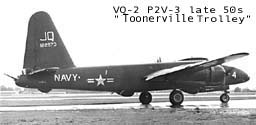 VQ-2 P2V-3 late 50s
"Toonerville Trolley"
JQ
NAVY
4